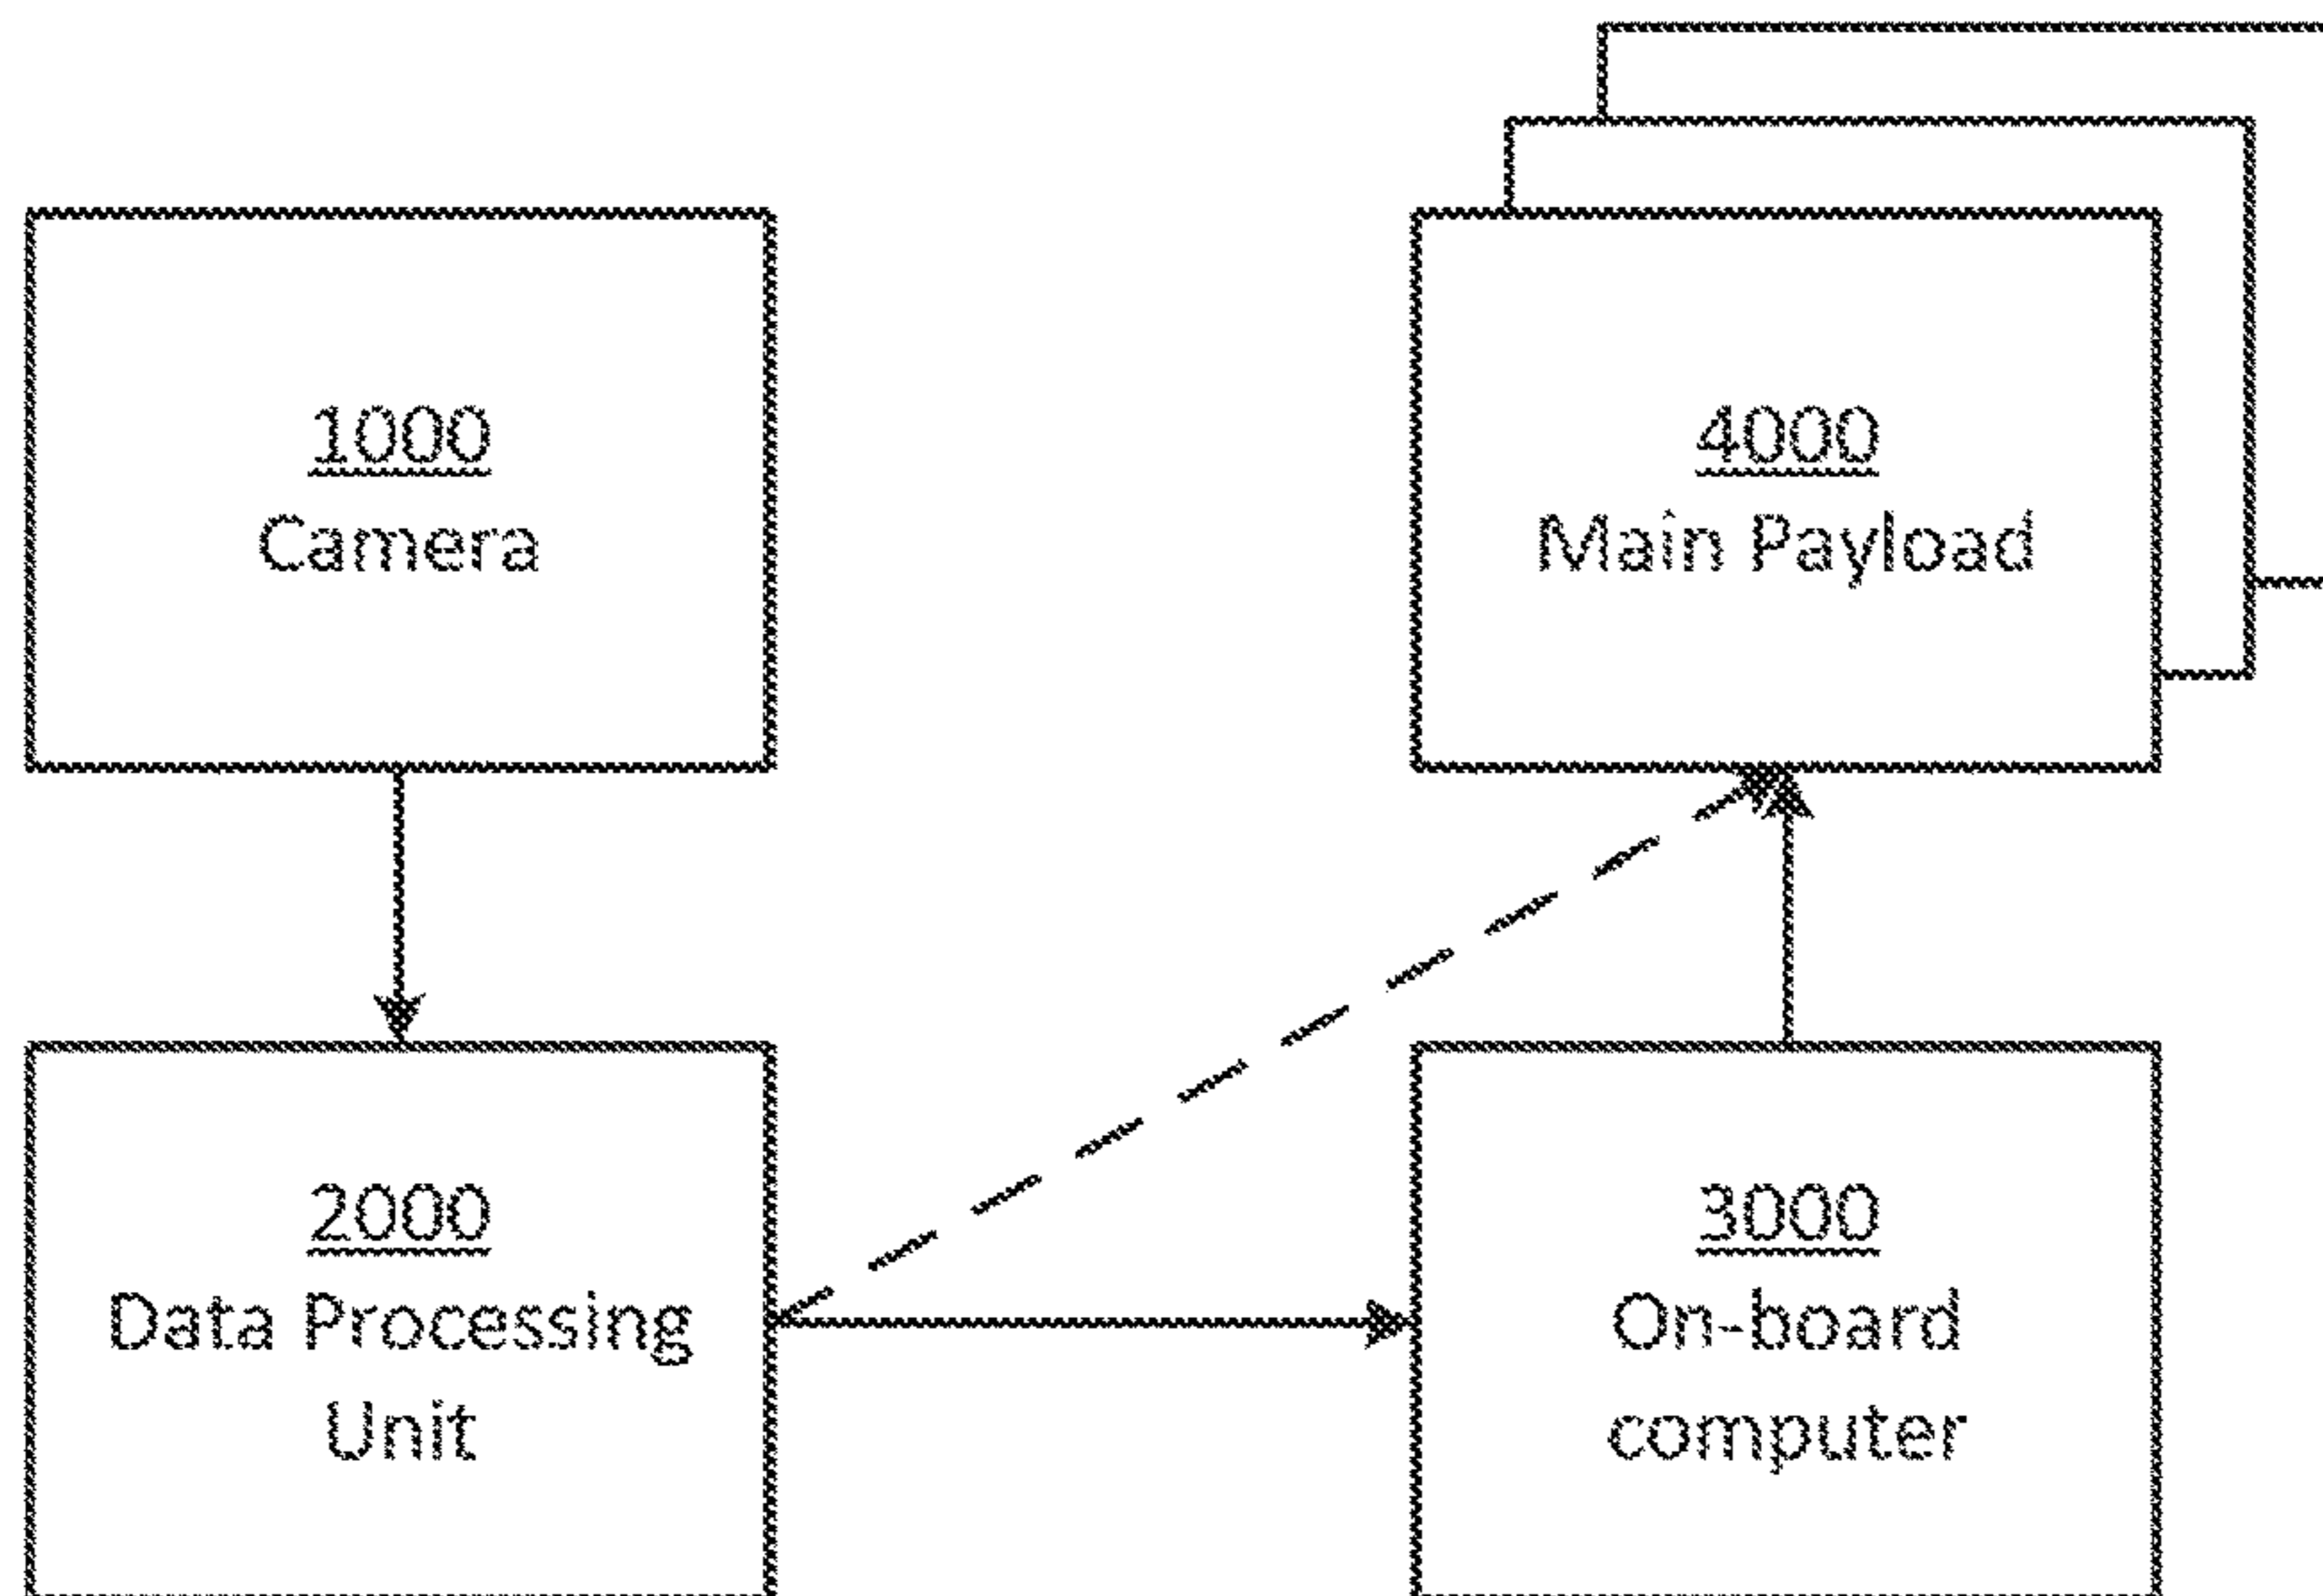 1000
Camera
4000
Main Payload
2000
Data Processing
Unit
3000
On-board
computer